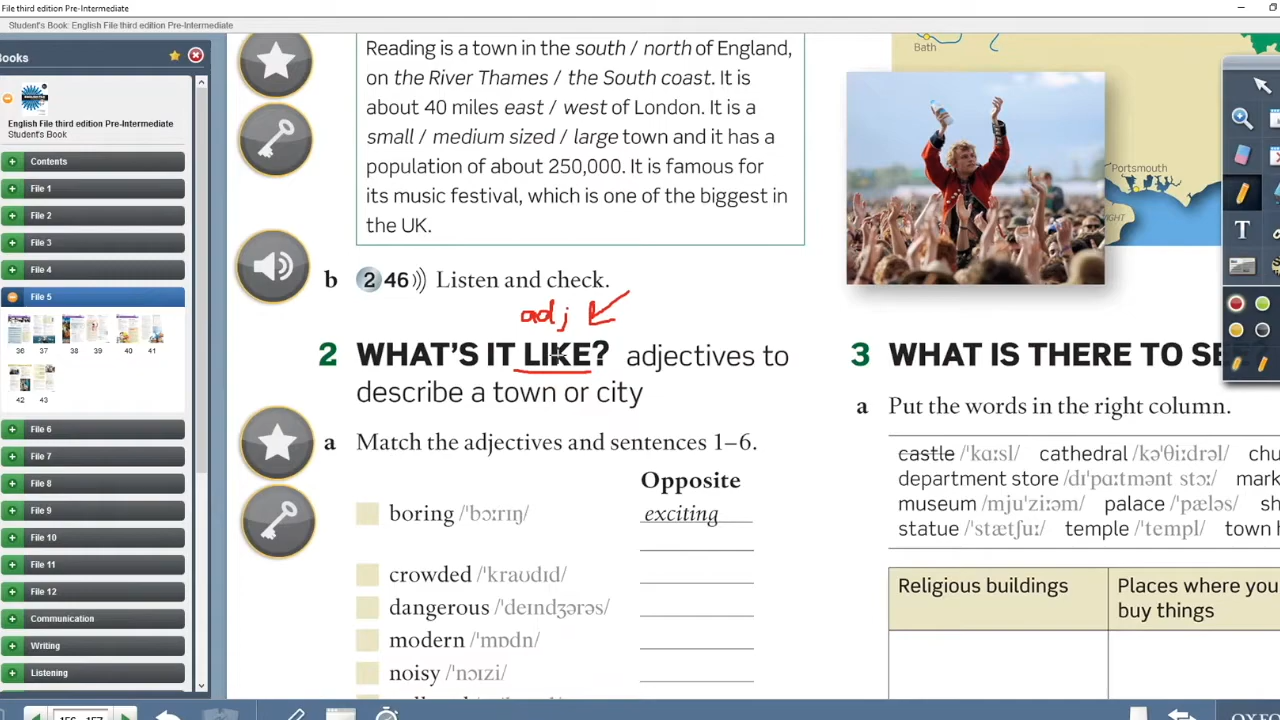 File third edition Pre-Intermediate
Student's Book: English File third edition Pre-Intermediate
Books
English File third edition Pre-Intermediate
Student's Book
Contents
File 1
File 2
File 3
File 4
File 5
36 37 38 39 40 41
42 43
File 6
File 7
File 8
File 9
File 10
File 11
File 12
Communication
Writing
Listening
Reading is a town in the south / north of England,
on the River Thames / the South coast. It is
about 40 miles east / west of London. It is a
small / medium sized / large town and it has a
population of about 250,000. It is famous for
its music festival, which is one of the biggest in
the UK.
b 2 46))) Listen and check.
adj
2 WHAT'S IT LIKE? adjectives to
describe a town or city
a Match the adjectives and sentences 1–6.
Opposite
boring /ˈbɔːrɪŋ/ exciting
crowded /ˈkraʊdɪd/
dangerous /ˈdeɪndʒərəs/
modern /ˈmɒdn/
noisy /ˈnɔɪzi/
Bath
Portsmouth
3 WHAT IS THERE TO SE
a Put the words in the right column.
castle /ˈkɑːsl/ cathedral /kəˈθiːdrəl/ chu
department store /dɪˈpɑːtmənt stɔː/ mark
museum /mjuˈziːəm/ palace /ˈpæləs/ sh
statue /ˈstætʃuː/ temple /ˈtempl/ town h
Religious buildings
Places where you
buy things
T
156 - 157
OXFO